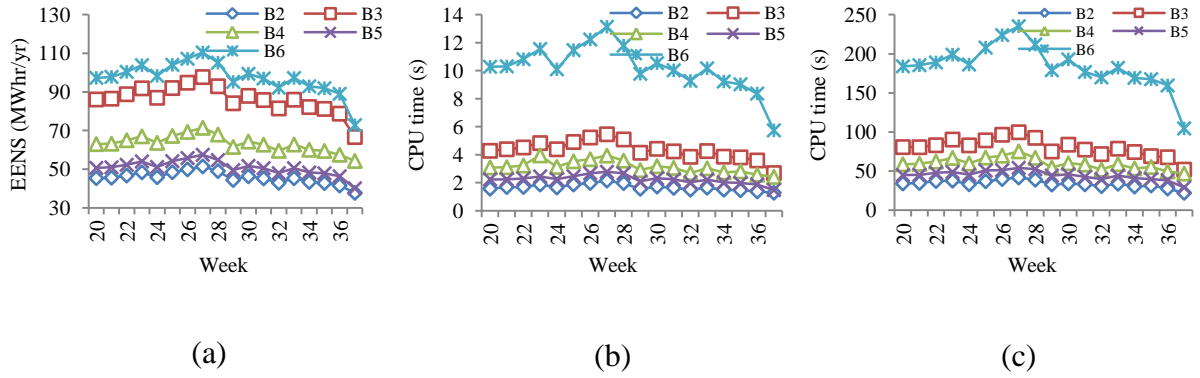 B2 B3
B4 B5
B6
130
110
90
70
50
30
EENS (MWhr/yr)
20 22 24 26 28 30 32 34 36
Week
(a)
B2 B3
B4 B5
B6
14
12
10
8
6
4
2
0
CPU time (s)
20 22 24 26 28 30 32 34 36
Week
(b)
B2 B3
B4 B5
B6
250
200
150
100
50
0
CPU time (s)
20 22 24 26 28 30 32 34 36
Week
(c)